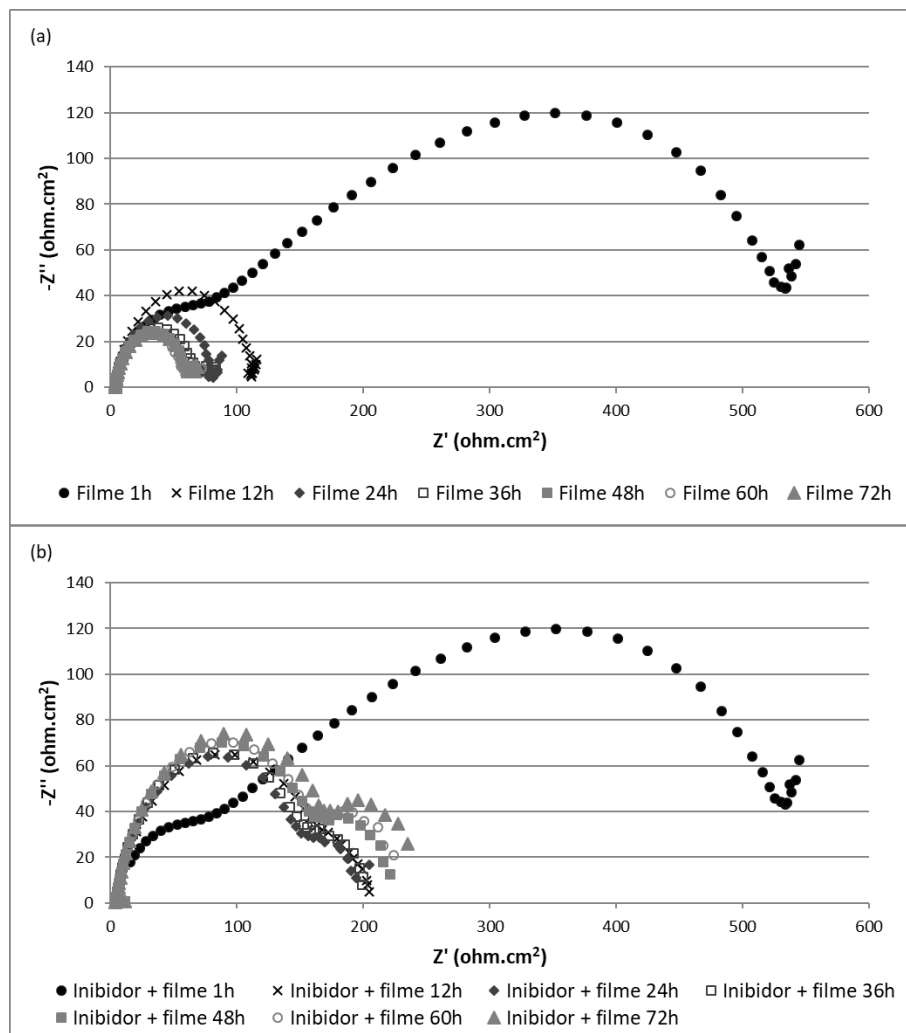 (a)
140
120
100
80
60
40
20
0
-Z'' (ohm.cm²)
0 100 200 300 400 500 600
Z' (ohm.cm²)
Filme 1h Filme 12h Filme 24h Filme 36h Filme 48h Filme 60h Filme 72h
(b)
140
120
100
80
60
40
20
0
-Z'' (ohm.cm²)
0 100 200 300 400 500 600
Z' (ohm.cm²)
Inibidor + filme 1h Inibidor + filme 12h Inibidor + filme 24h Inibidor + filme 36h
Inibidor + filme 48h Inibidor + filme 60h Inibidor + filme 72h